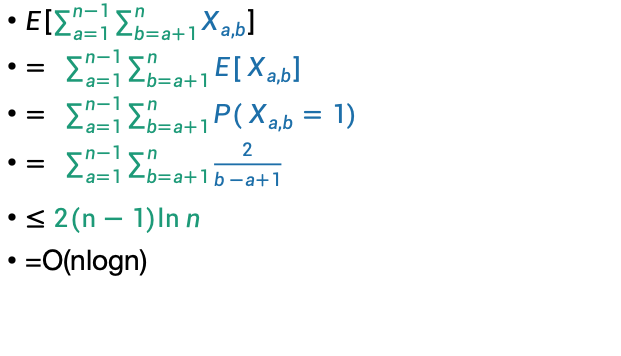 • E[∑_{a=1}^{n−1} ∑_{b=a+1}^{n} X_{a,b}]
• = ∑_{a=1}^{n−1} ∑_{b=a+1}^{n} E[ X_{a,b}]
• = ∑_{a=1}^{n−1} ∑_{b=a+1}^{n} P( X_{a,b} = 1)
• = ∑_{a=1}^{n−1} ∑_{b=a+1}^{n} \frac{2}{b −a+1}
• ≤ 2(n − 1)ln n
• =O(nlogn)